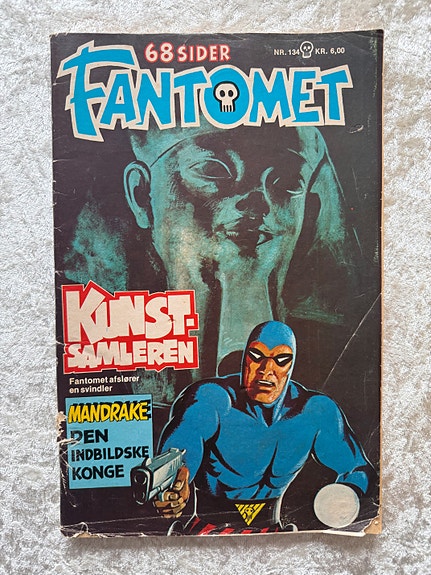 68 SIDER
NR. 134 KR. 6,00
FANTOMET
KUNST-
SAMLEREN
Fantomet afslører
en svindler
MANDRAKE:
DEN
INDBILDSKE
KONGE